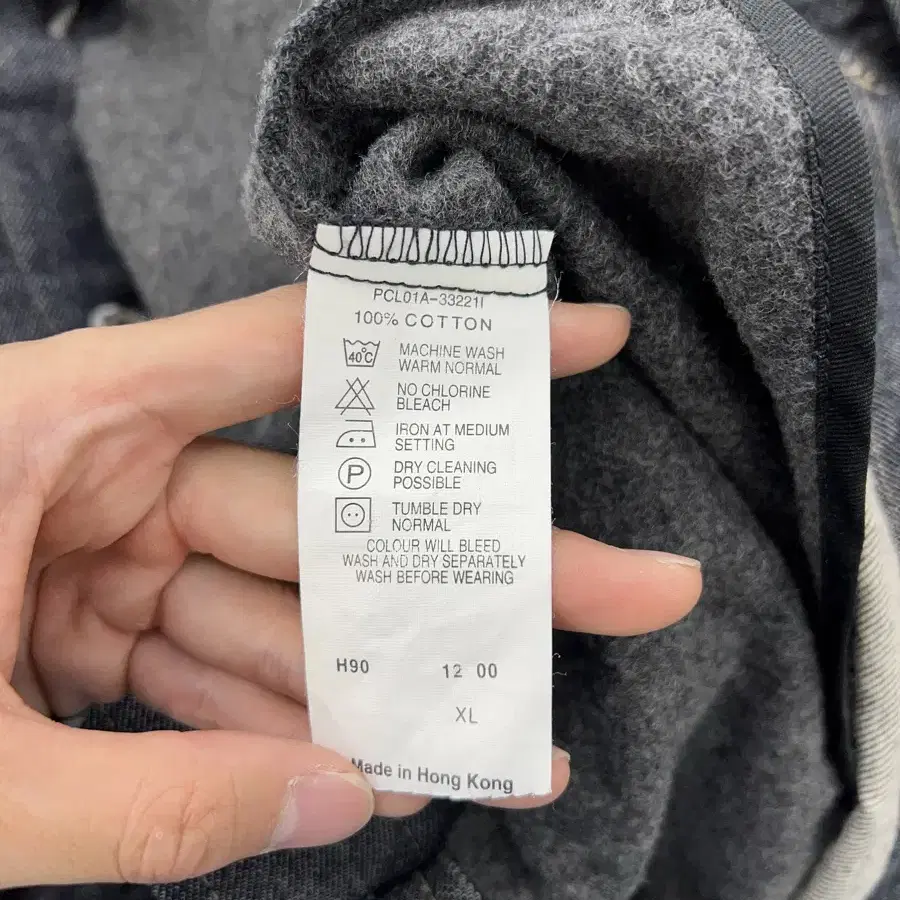 PCL01A-33221I
100% COTTON
40°C
MACHINE WASH
WARM NORMAL
NO CHLORINE
BLEACH
IRON AT MEDIUM
SETTING
P
DRY CLEANING
POSSIBLE
TUMBLE DRY
NORMAL
COLOUR WILL BLEED
WASH AND DRY SEPARATELY
WASH BEFORE WEARING
H90 12 00
XL
Made in Hong Kong